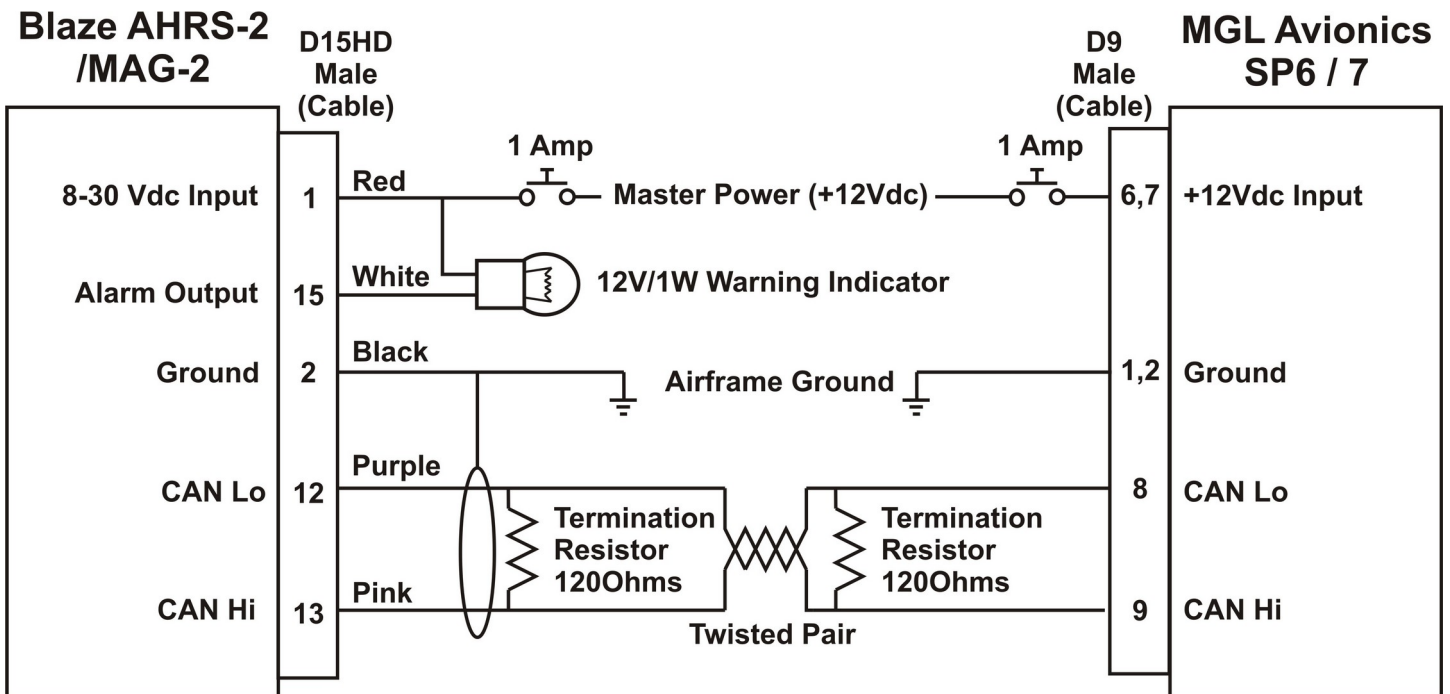 Blaze AHRS-2
/MAG-2
D15HD
Male
(Cable)
D9
Male
(Cable)
MGL Avionics
SP6 / 7
1 Amp
1 Amp
8-30 Vdc Input
1
Red
Master Power (+12Vdc)
6,7
+12Vdc Input
Alarm Output
15
White
12V/1W Warning Indicator
Ground
2
Black
Airframe Ground
1,2
Ground
CAN Lo
12
Purple
8
CAN Lo
Termination
Resistor
120Ohms
Termination
Resistor
120Ohms
CAN Hi
13
Pink
9
CAN Hi
Twisted Pair